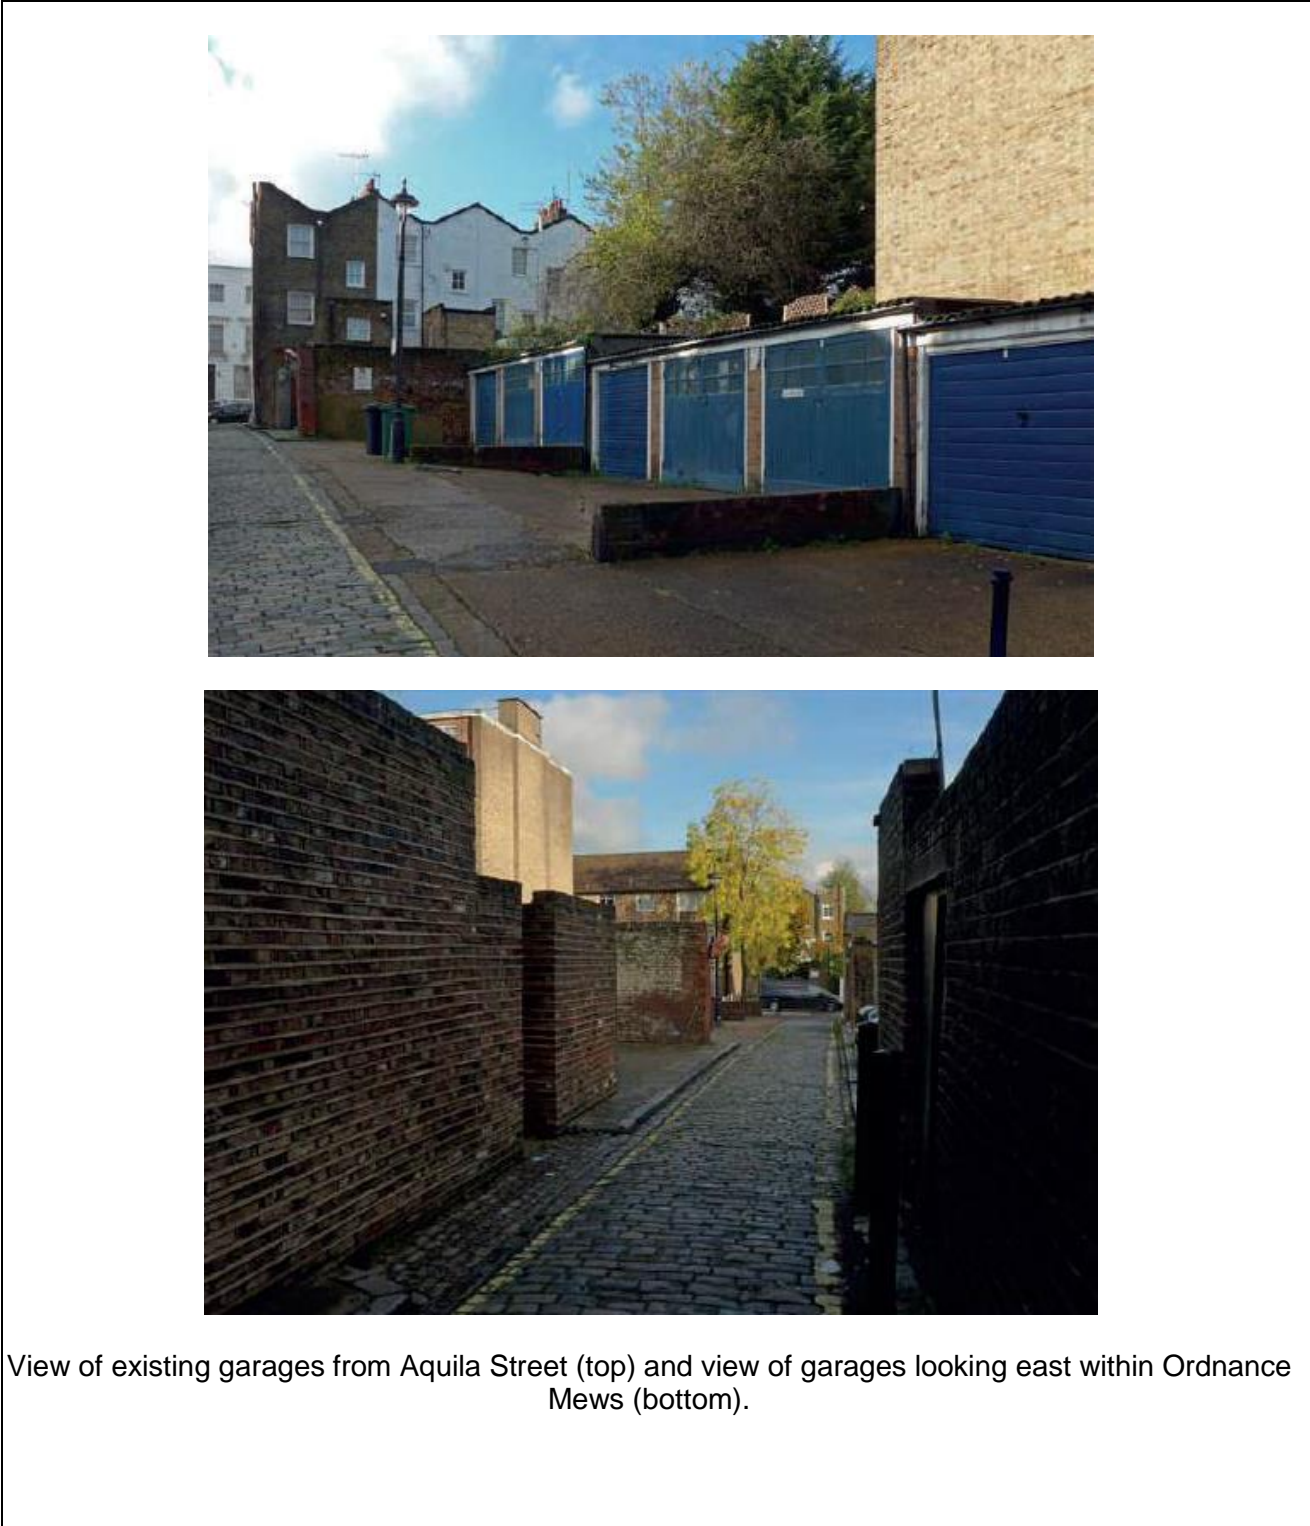 View of existing garages from Aquila Street (top) and view of garages looking east within Ordnance
Mews (bottom).